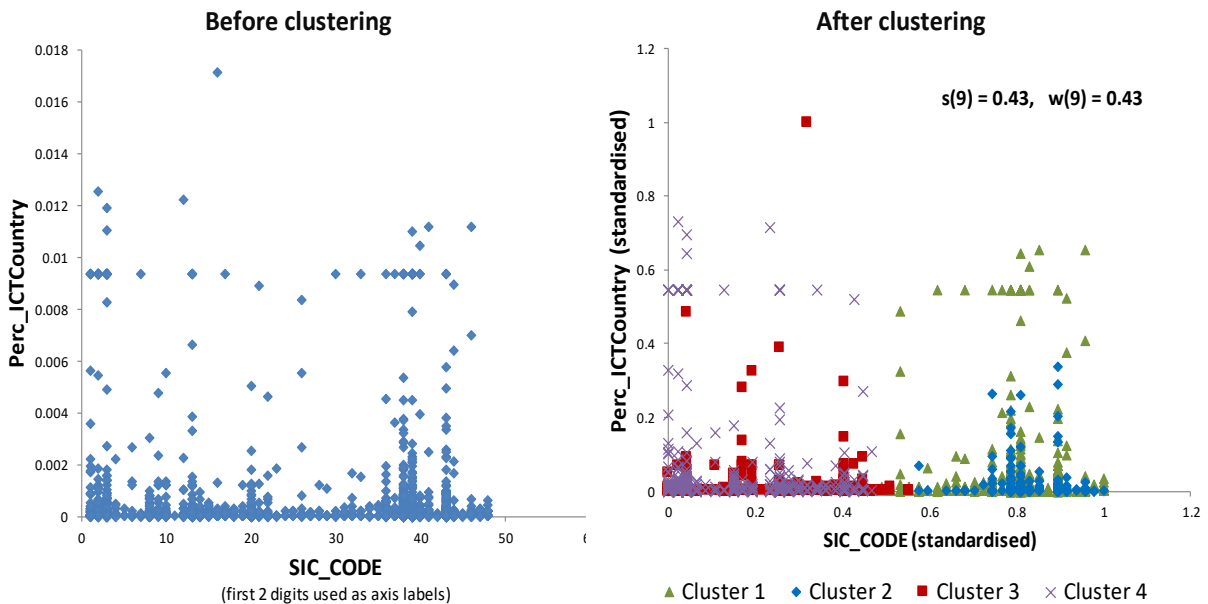 Before clustering
0.018
0.016
0.014
0.012
0.01
0.008
0.006
0.004
0.002
0
Perc_ICTCountry
0 10 20 30 40 50 6
SIC_CODE
(first 2 digits used as axis labels)
After clustering
1.2
1
0.8
0.6
0.4
0.2
0
Perc_ICTCountry (standardised)
s(9) = 0.43, w(9) = 0.43
0 0.2 0.4 0.6 0.8 1 1.2
SIC_CODE (standardised)
Cluster 1 Cluster 2 Cluster 3 Cluster 4